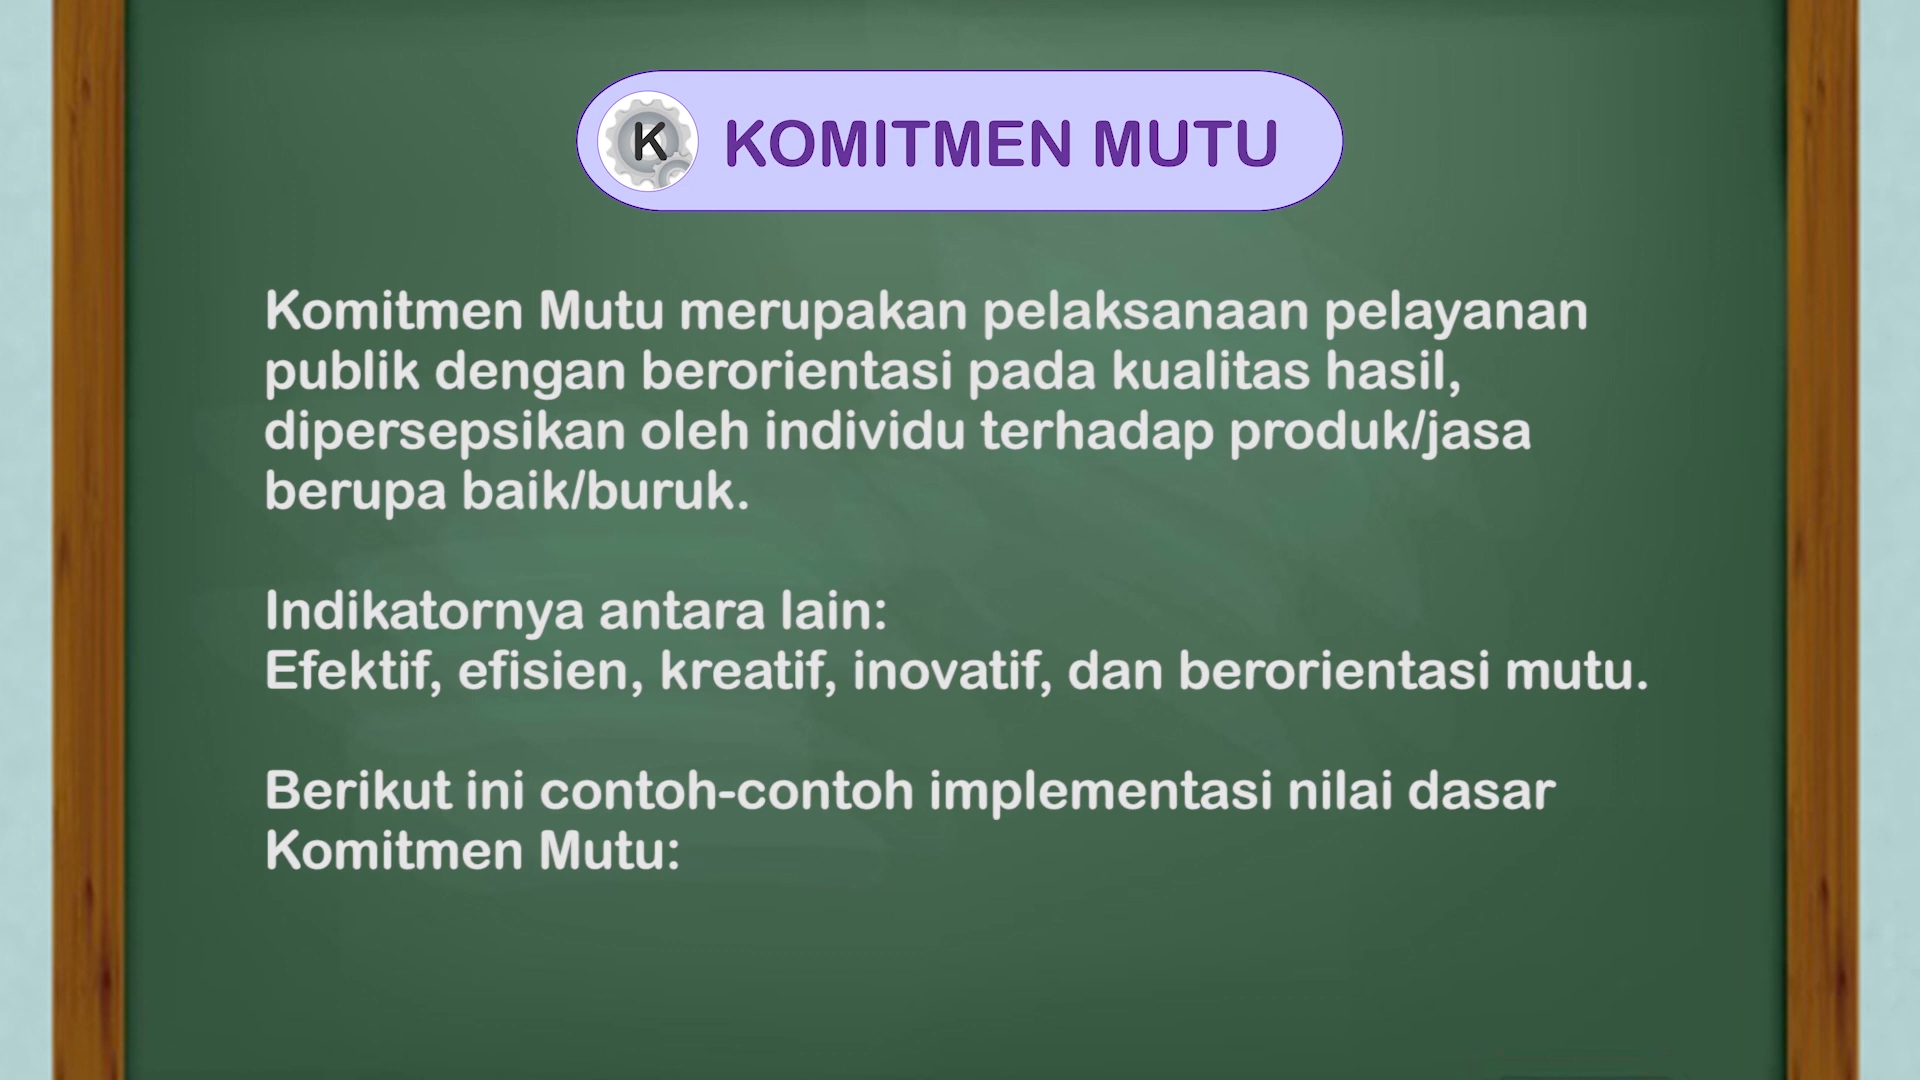 K KOMITMEN MUTU
Komitmen Mutu merupakan pelaksanaan pelayanan
publik dengan berorientasi pada kualitas hasil,
dipersepsikan oleh individu terhadap produk/jasa
berupa baik/buruk.
Indikatornya antara lain:
Efektif, efisien, kreatif, inovatif, dan berorientasi mutu.
Berikut ini contoh-contoh implementasi nilai dasar
Komitmen Mutu: